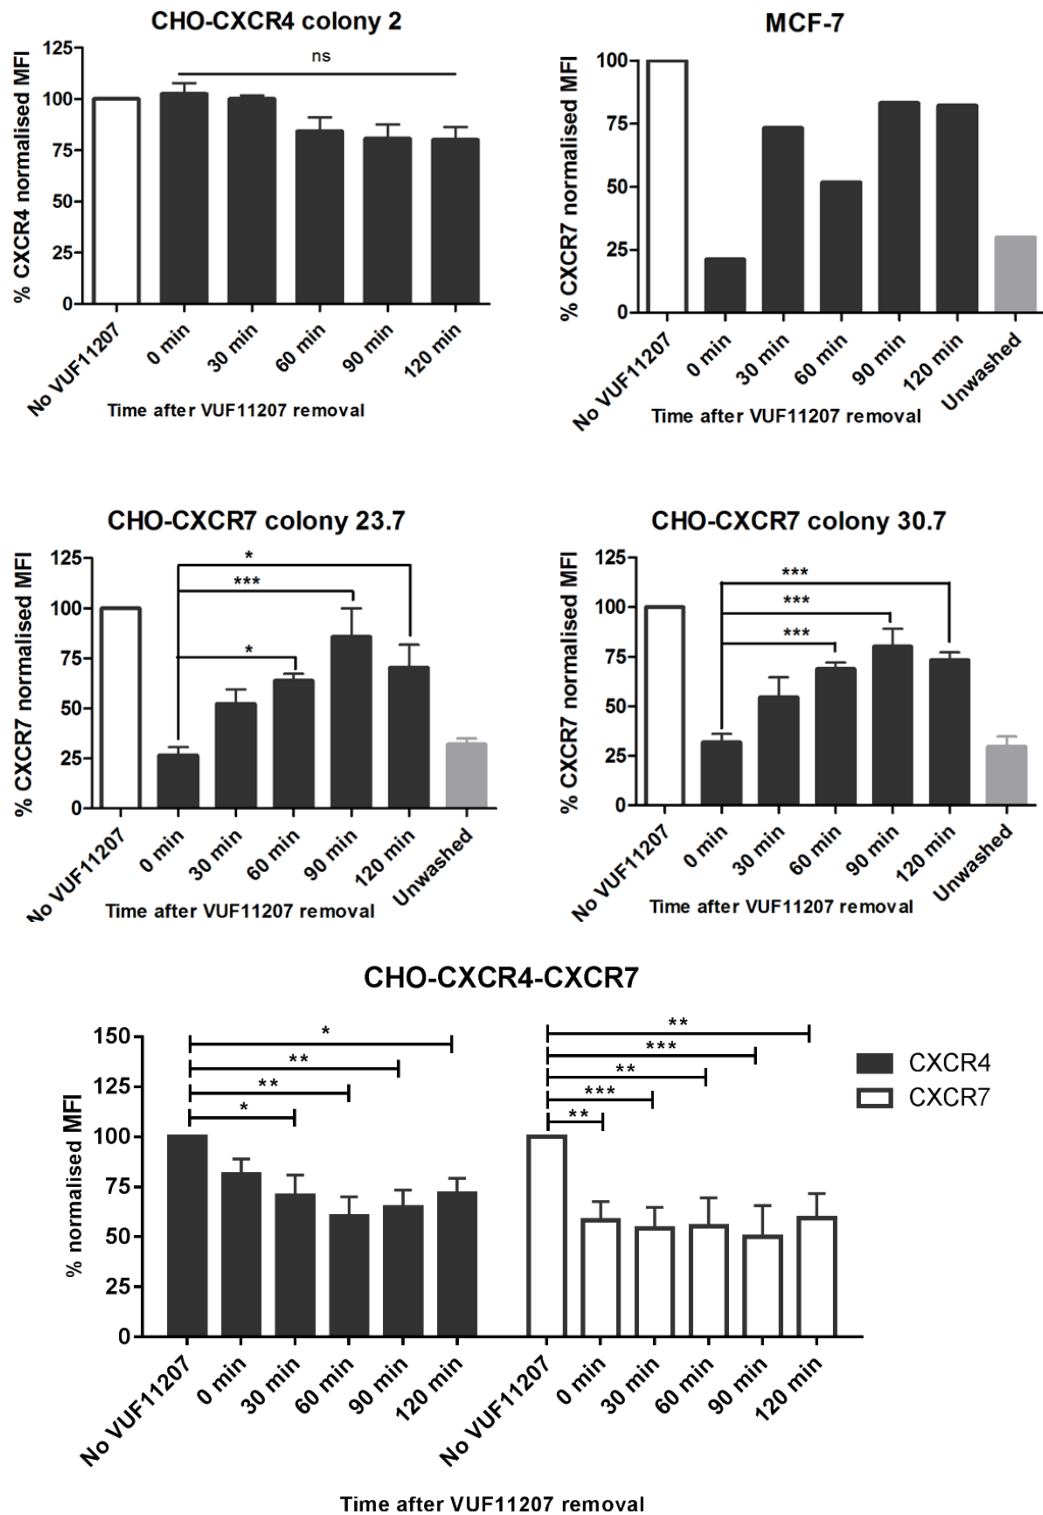 CHO-CXCR4 colony 2
% CXCR4 normalised MFI
125
100
75
50
25
0
ns
No VUF11207
0 min
30 min
60 min
90 min
120 min
Time after VUF11207 removal
MCF-7
% CXCR7 normalised MFI
100
75
50
25
0
No VUF11207
0 min
30 min
60 min
90 min
120 min
Unwashed
Time after VUF11207 removal
CHO-CXCR7 colony 23.7
% CXCR7 normalised MFI
125
100
75
50
25
0
*
***
*
No VUF11207
0 min
30 min
60 min
90 min
120 min
Unwashed
Time after VUF11207 removal
CHO-CXCR7 colony 30.7
% CXCR7 normalised MFI
125
100
75
50
25
0
***
***
***
No VUF11207
0 min
30 min
60 min
90 min
120 min
Unwashed
Time after VUF11207 removal
CHO-CXCR4-CXCR7
% normalised MFI
150
125
100
75
50
25
0
*
**
**
*
**
***
**
***
**
CXCR4
CXCR7
No VUF11207
0 min
30 min
60 min
90 min
120 min
No VUF11207
0 min
30 min
60 min
90 min
120 min
Time after VUF11207 removal